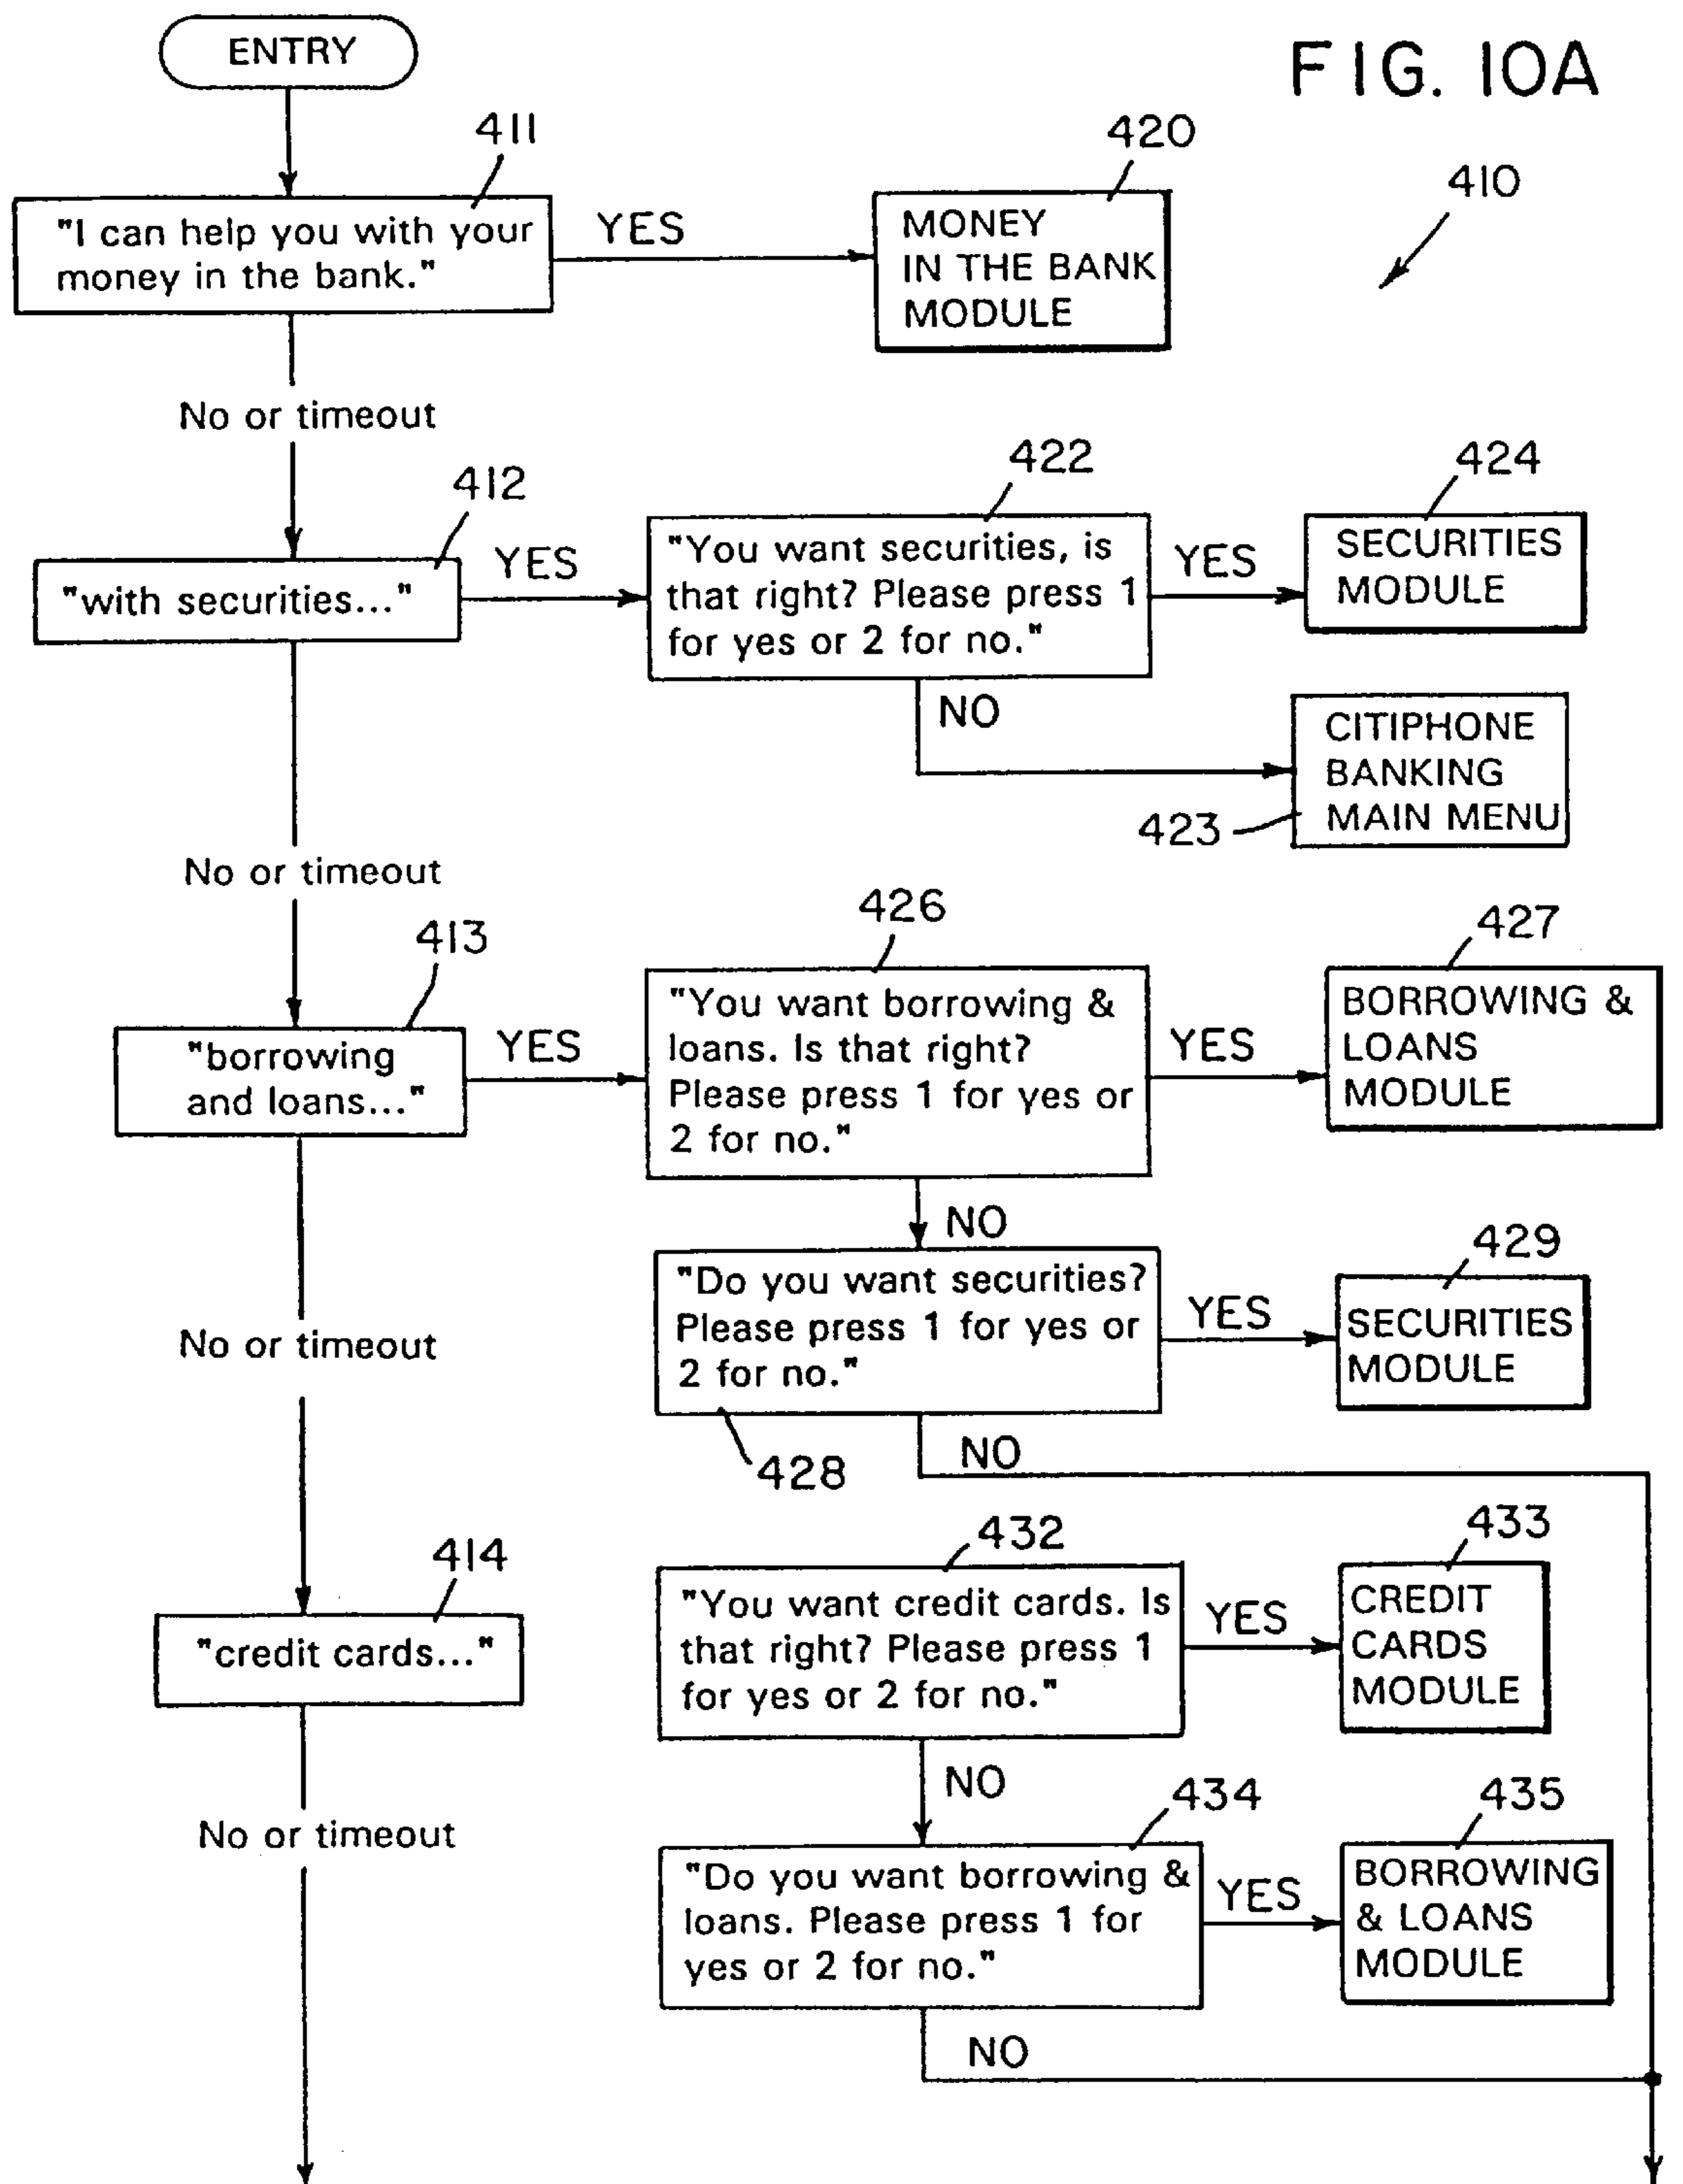 ENTRY
FIG. 10A
411
420
410
"I can help you with your
money in the bank."
YES
MONEY
IN THE BANK
MODULE
No or timeout
412
422
424
"with securities..."
YES
"You want securities, is
that right? Please press 1
for yes or 2 for no."
YES
SECURITIES
MODULE
NO
CITIPHONE
BANKING
MAIN MENU
423
No or timeout
413
426
427
"borrowing
and loans..."
YES
"You want borrowing &
loans. Is that right?
Please press 1 for yes or
2 for no."
YES
BORROWING &
LOANS
MODULE
NO
429
"Do you want securities?
Please press 1 for yes or
2 for no."
YES
SECURITIES
MODULE
No or timeout
428
NO
414
432
433
"credit cards..."
"You want credit cards. Is
that right? Please press 1
for yes or 2 for no."
YES
CREDIT
CARDS
MODULE
NO
434
435
No or timeout
"Do you want borrowing &
loans. Please press 1 for
yes or 2 for no."
YES
BORROWING
& LOANS
MODULE
NO